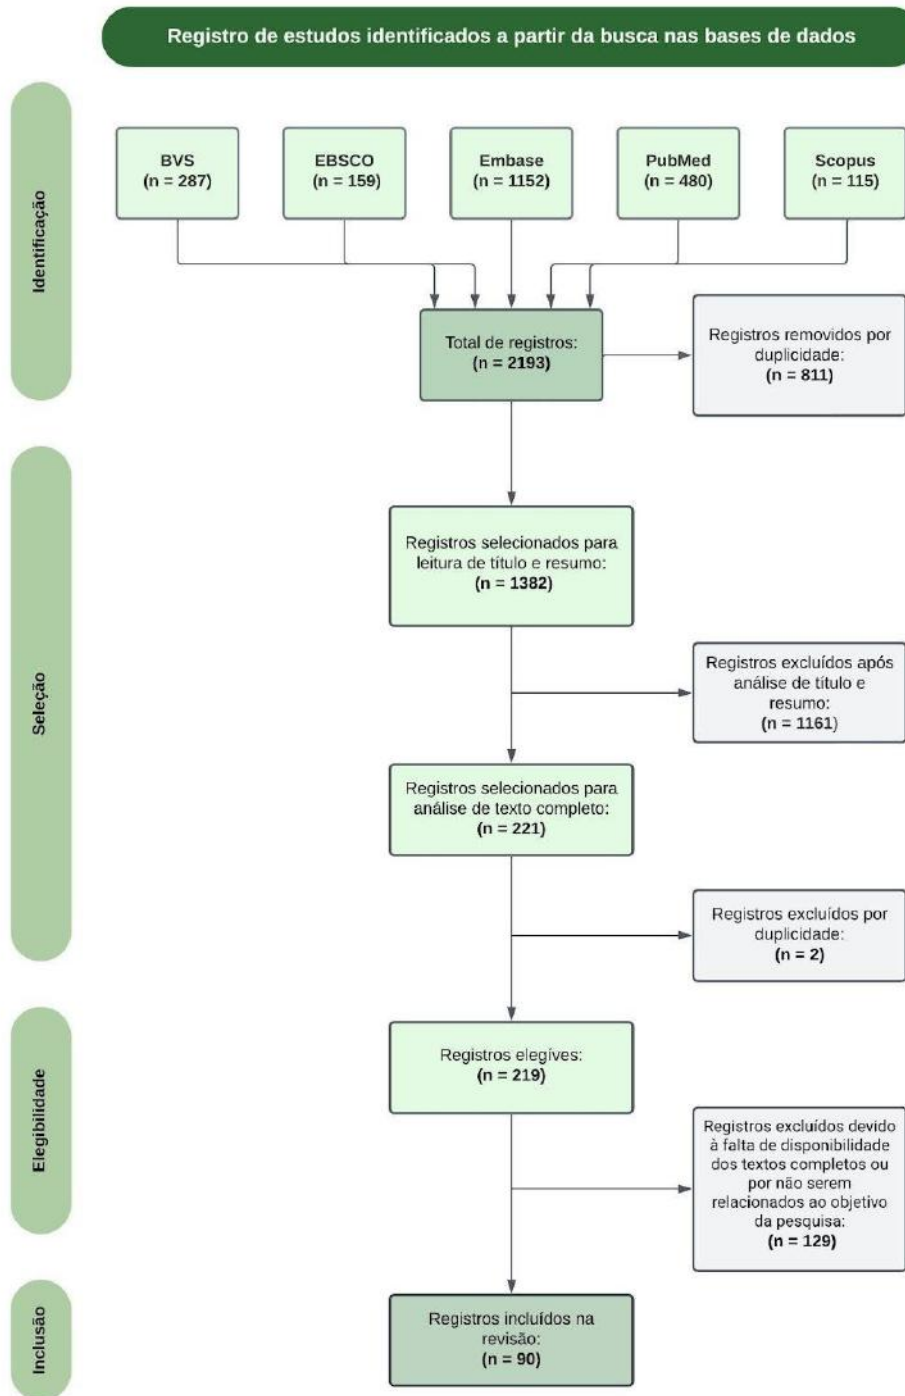 Registro de estudos identificados a partir da busca nas bases de dados
Identificação
BVS
(n = 287)
EBSCO
(n = 159)
Embase
(n = 1152)
PubMed
(n = 480)
Scopus
(n = 115)
Total de registros:
(n = 2193)
Registros removidos por
duplicidade:
(n = 811)
Seleção
Registros selecionados para
leitura de título e resumo:
(n = 1382)
Registros excluídos após
análise de título e
resumo:
(n = 1161)
Registros selecionados para
análise de texto completo:
(n = 221)
Registros excluídos por
duplicidade:
(n = 2)
Elegibilidade
Registros elegíves:
(n = 219)
Registros excluídos devido
à falta de disponibilidade
dos textos completos ou
por não serem
relacionados ao objetivo
da pesquisa:
(n = 129)
Inclusão
Registros incluídos na
revisão:
(n = 90)